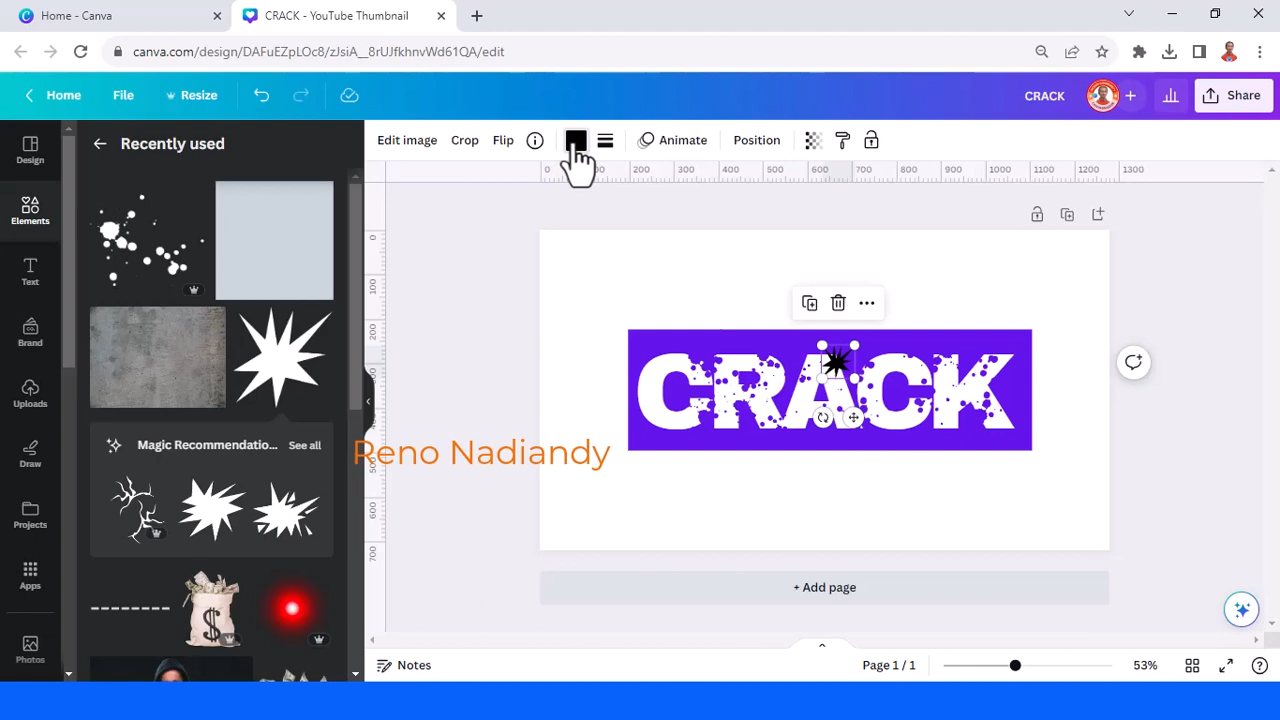 Home - Canva
CRACK - YouTube Thumbnail
canva.com/design/DAFuEZpLOc8/zJsiA__8rUJfkhnvWd61QA/edit
Home
File
Resize
CRACK
Share
Design
Elements
Text
Brand
Uploads
Draw
Projects
Apps
Photos
Recently used
Magic Recommendatio...
See all
Edit image
Crop
Flip
Animate
Position
0 200 300 400 500 600 700 800 900 1000 1100 1200 1300
0
100
200
300
400
500
600
700
CRACK
Reno Nadiandy
+ Add page
Notes
Page 1 / 1
53%